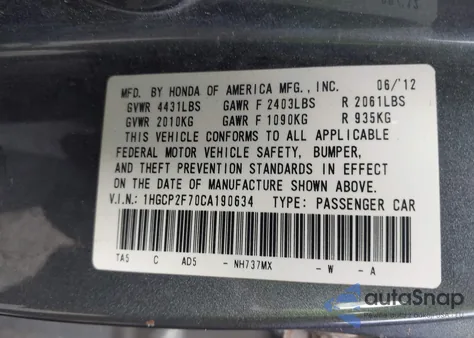 MFD. BY HONDA OF AMERICA MFG., INC. 06/'12
GVWR 4431LBS GAWR F 2403LBS R 2061LBS
GVWR 2010KG GAWR F 1090KG R 935KG
THIS VEHICLE CONFORMS TO ALL APPLICABLE
FEDERAL MOTOR VEHICLE SAFETY, BUMPER,
AND THEFT PREVENTION STANDARDS IN EFFECT
ON THE DATE OF MANUFACTURE SHOWN ABOVE.
V.I.N.: 1HGCP2F70CA190634 TYPE: PASSENGER CAR
TA5 C AD5 - NH737MX - W - A
autoSnap